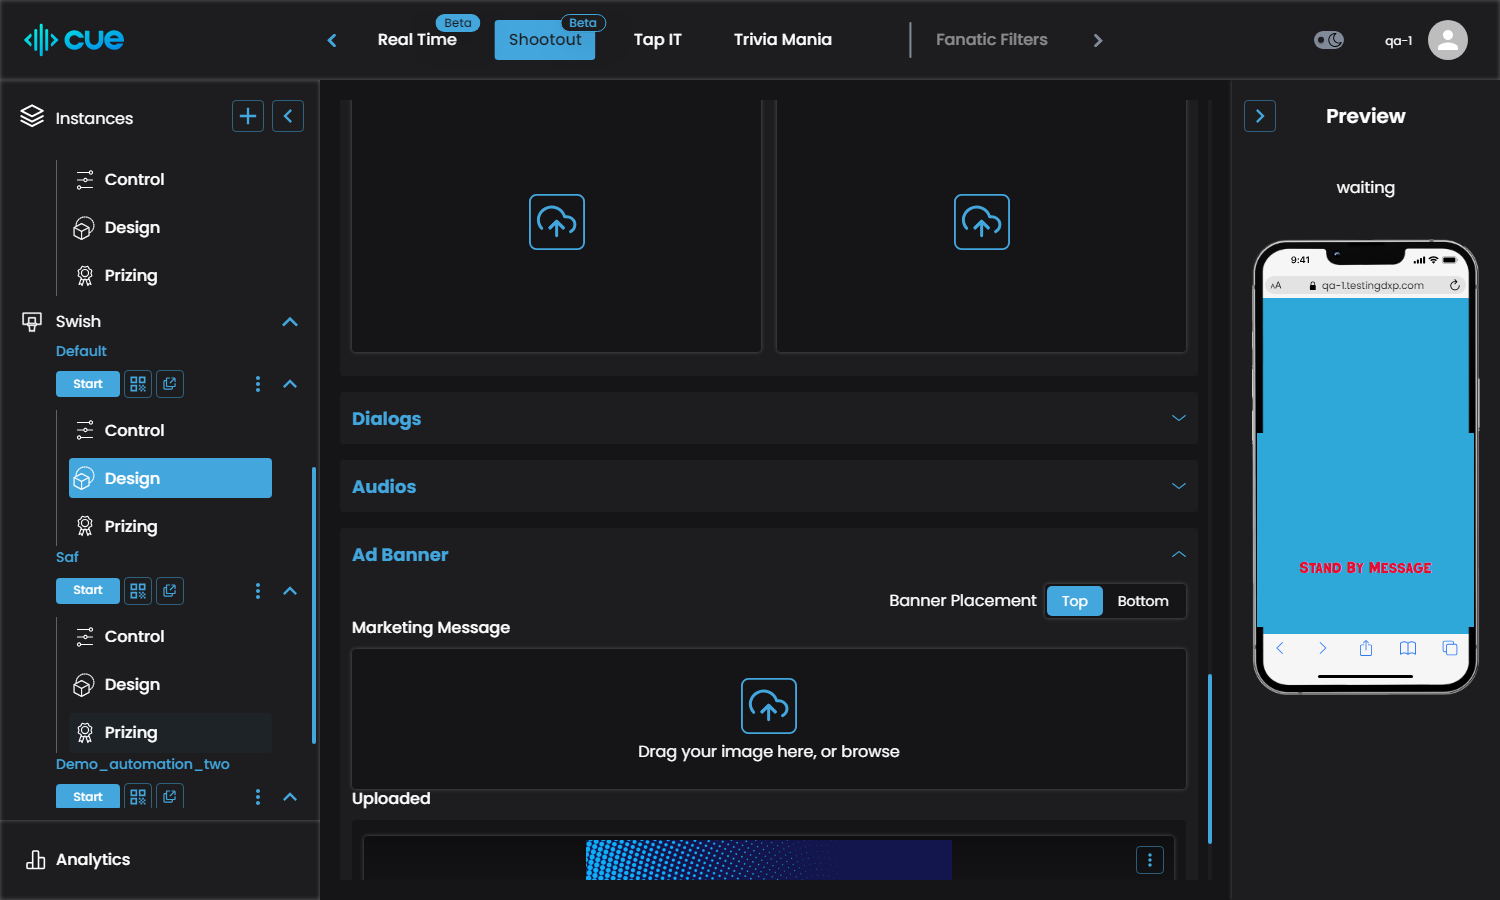 cue
Real Time
Beta
Shootout
Beta
Tap IT
Trivia Mania
Fanatic Filters
qa-1
Instances
Control
Design
Prizing
Swish
Default
Start
Control
Design
Prizing
Saf
Start
Control
Design
Prizing
Demo_automation_two
Start
Analytics
Dialogs
Audios
Ad Banner
Banner Placement
Top
Bottom
Marketing Message
Drag your image here, or browse
Uploaded
Preview
waiting
9:41
AA
qa-1.testingdxp.com
Stand By Message